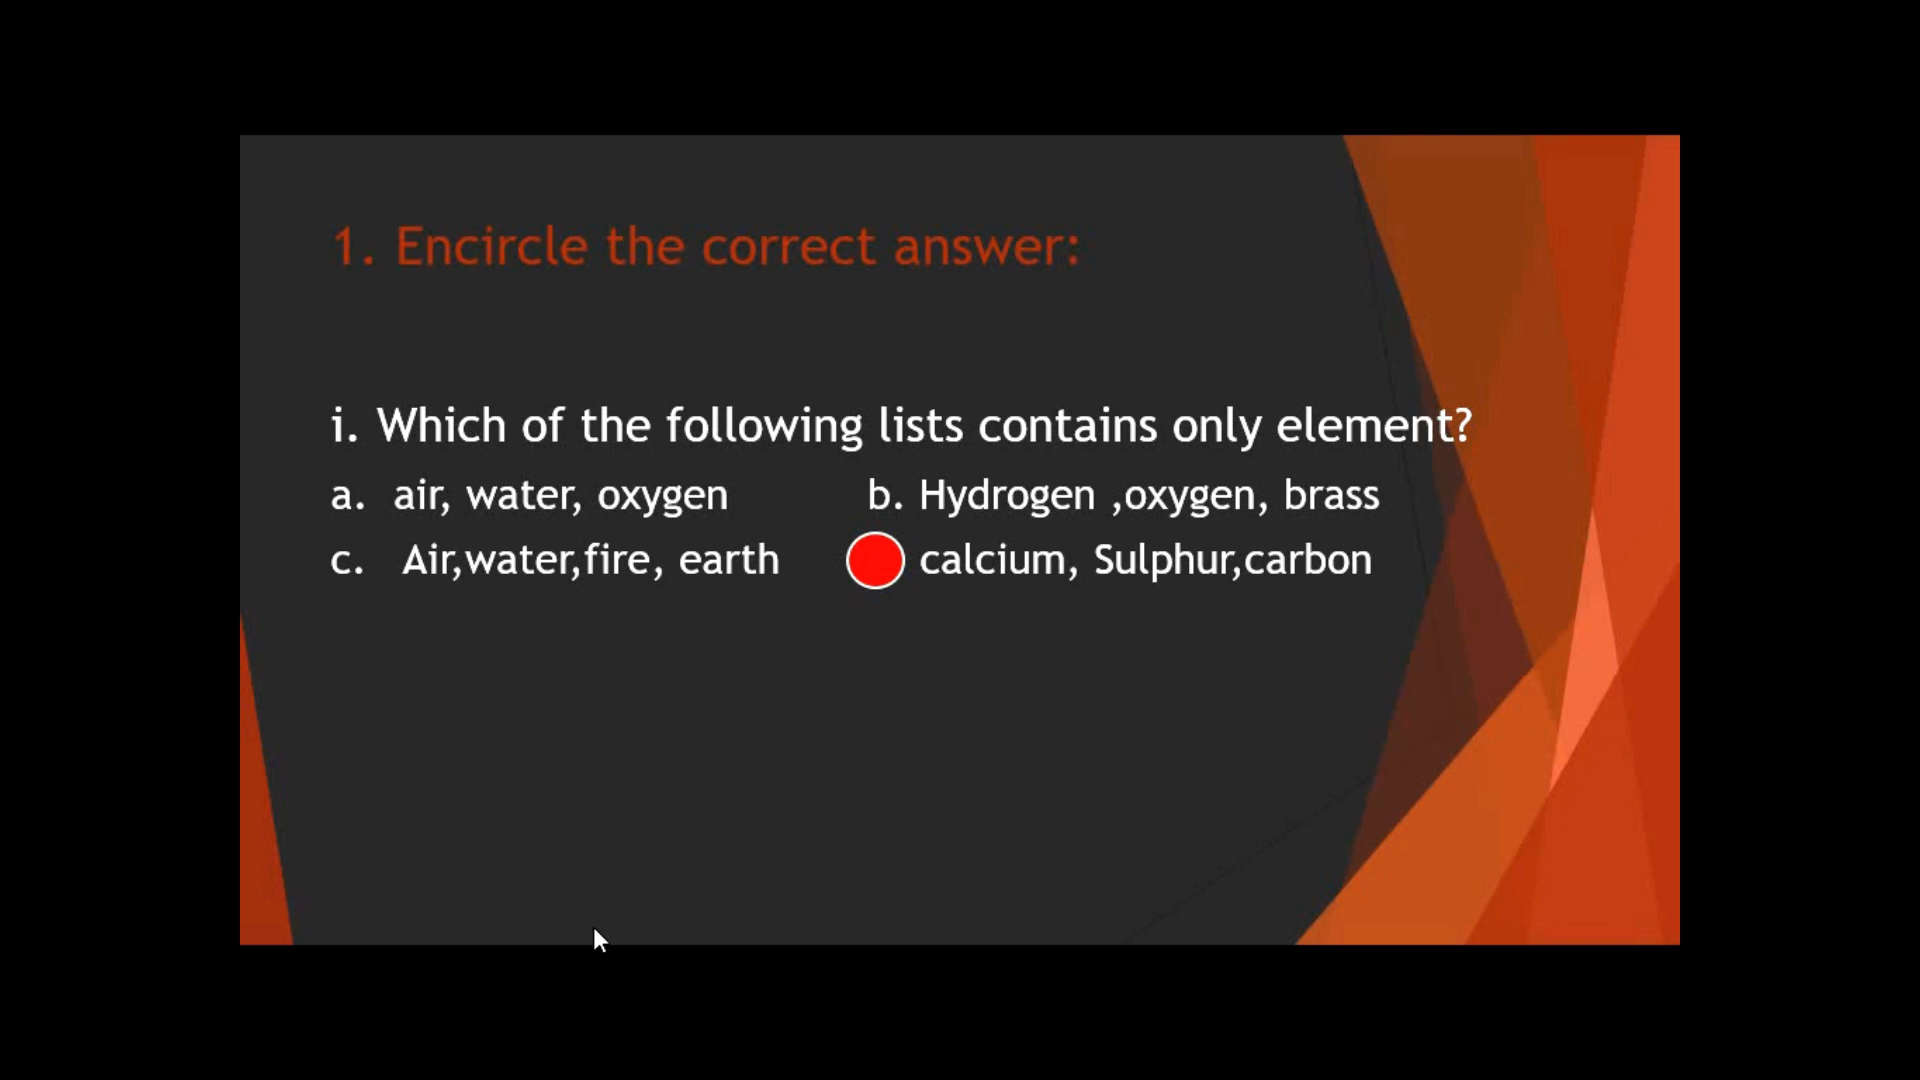 1. Encircle the correct answer:
i. Which of the following lists contains only element?
a. air, water, oxygen b. Hydrogen ,oxygen, brass
c. Air,water,fire, earth calcium, Sulphur,carbon